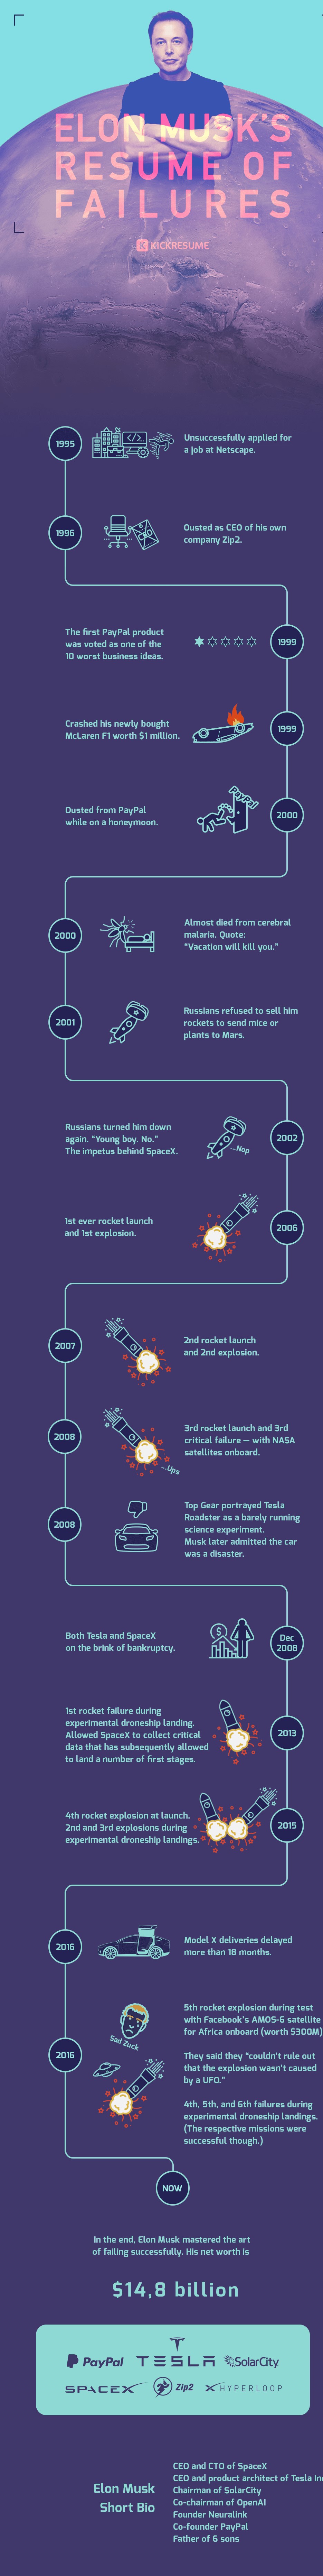 ELON MUSK'S
RESUME OF
FAILURES
KICKRESUME
1995
Unsuccessfully applied for
a job at Netscape.
1996
Ousted as CEO of his own
company Zip2.
The first PayPal product
was voted as one of the
10 worst business ideas.
1999
Crashed his newly bought
McLaren F1 worth $1 million.
1999
Ousted from PayPal
while on a honeymoon.
2000
2000
Almost died from cerebral
malaria. Quote:
“Vacation will kill you.”
2001
Russians refused to sell him
rockets to send mice or
plants to Mars.
Russians turned him down
again. “Young boy. No.”
The impetus behind SpaceX.
...Nop
2002
1st ever rocket launch
and 1st explosion.
2006
2007
2nd rocket launch
and 2nd explosion.
2008
...Ups
3rd rocket launch and 3rd
critical failure — with NASA
satellites onboard.
2008
Top Gear portrayed Tesla
Roadster as a barely running
science experiment.
Musk later admitted the car
was a disaster.
Both Tesla and SpaceX
on the brink of bankruptcy.
$
Dec
2008
1st rocket failure during
experimental droneship landing.
Allowed SpaceX to collect critical
data that has subsequently allowed
to land a number of first stages.
2013
4th rocket explosion at launch.
2nd and 3rd explosions during
experimental droneship landings.
2015
2016
Model X deliveries delayed
more than 18 months.
2016
Sad Zuck
5th rocket explosion during test
with Facebook's AMOS-6 satellite
for Africa onboard (worth $300M)
They said they “couldn't rule out
that the explosion wasn't caused
by a UFO.”
4th, 5th, and 6th failures during
experimental droneship landings.
(The respective missions were
successful though.)
NOW
In the end, Elon Musk mastered the art
of failing successfully. His net worth is
$14,8 billion
PayPal TESLA SolarCity
SPACEX Zip2 HYPERLOOP
Elon Musk
Short Bio
CEO and CTO of SpaceX
CEO and product architect of Tesla In
Chairman of SolarCity
Co-chairman of OpenAI
Founder Neuralink
Co-founder PayPal
Father of 6 sons